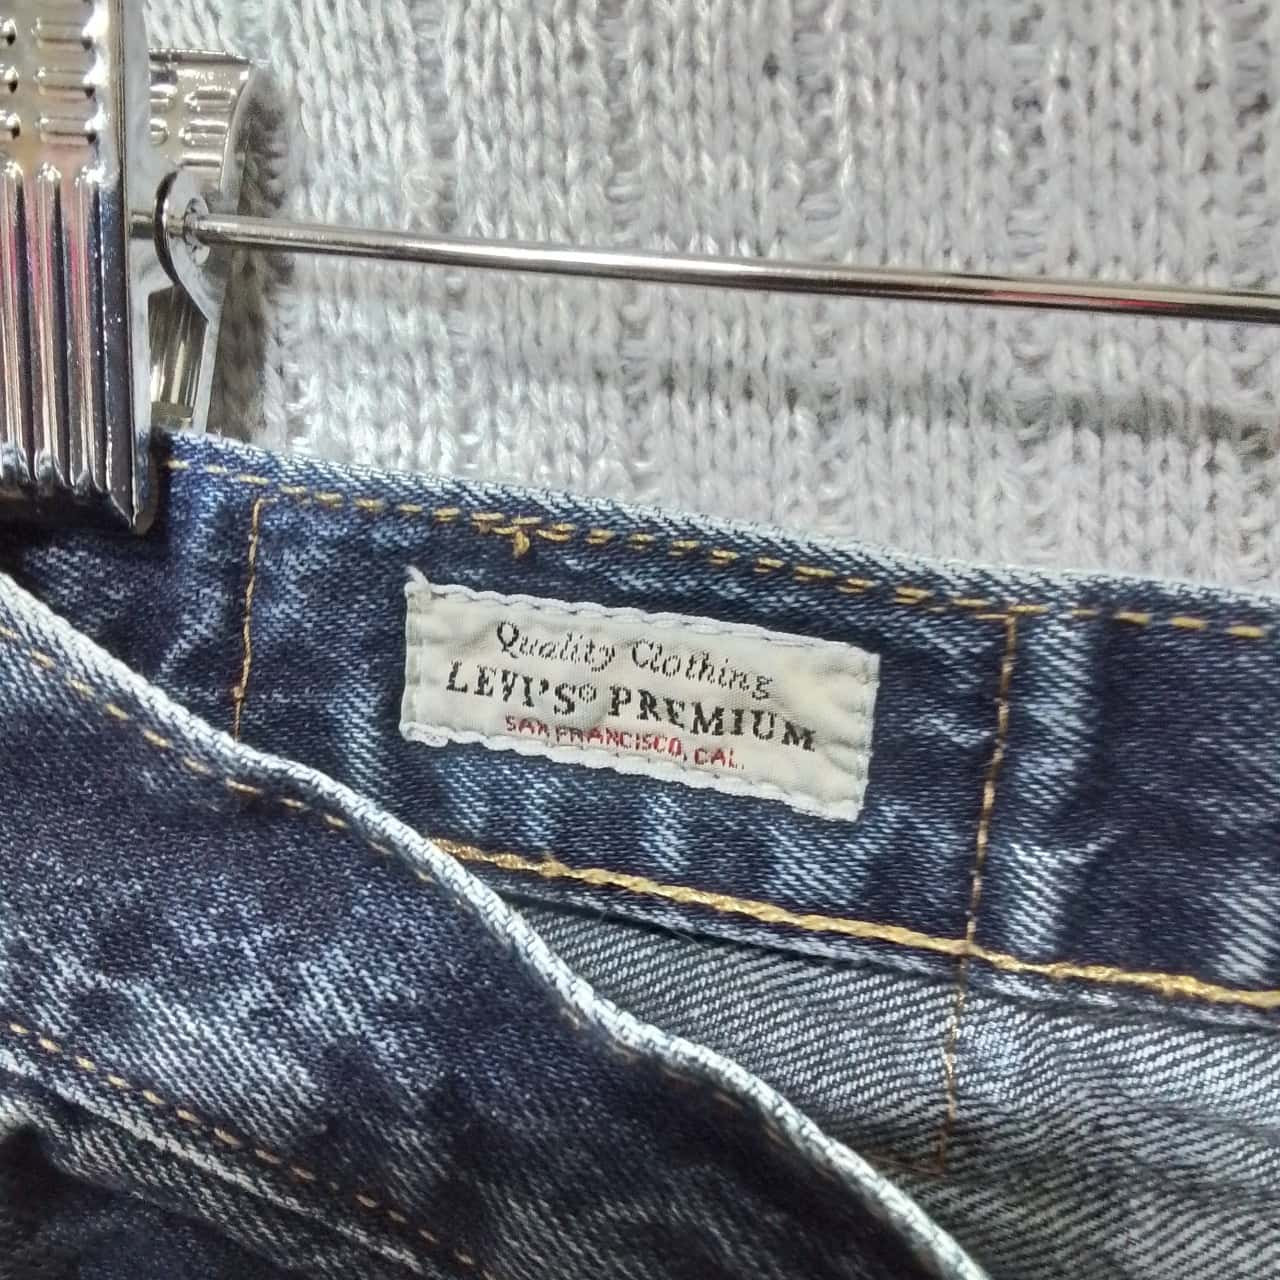 Quality Clothing
LEVI'S® PREMIUM
SAN FRANCISCO, CAL.